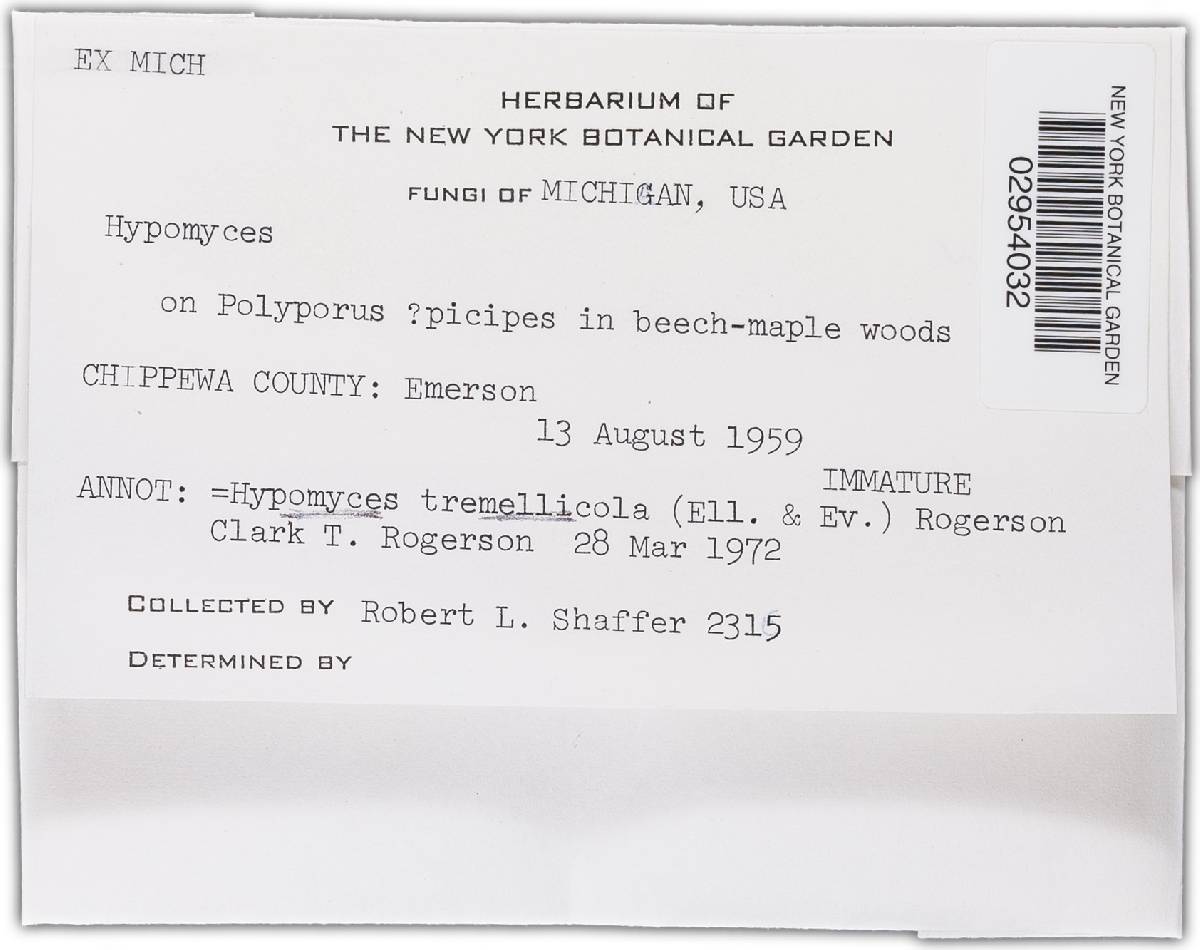 EX MICH
HERBARIUM OF
THE NEW YORK BOTANICAL GARDEN
FUNGI OF MICHIGAN, USA
Hypomyces
on Polyporus ?picipes in beech-maple woods
CHIPPEWA COUNTY: Emerson
13 August 1959
IMMATURE
ANNOT: =Hypomyces tremellicola (Ell. & Ev.) Rogerson
Clark T. Rogerson 28 Mar 1972
COLLECTED BY Robert L. Shaffer 2315
DETERMINED BY
NEW YORK BOTANICAL GARDEN
02954032